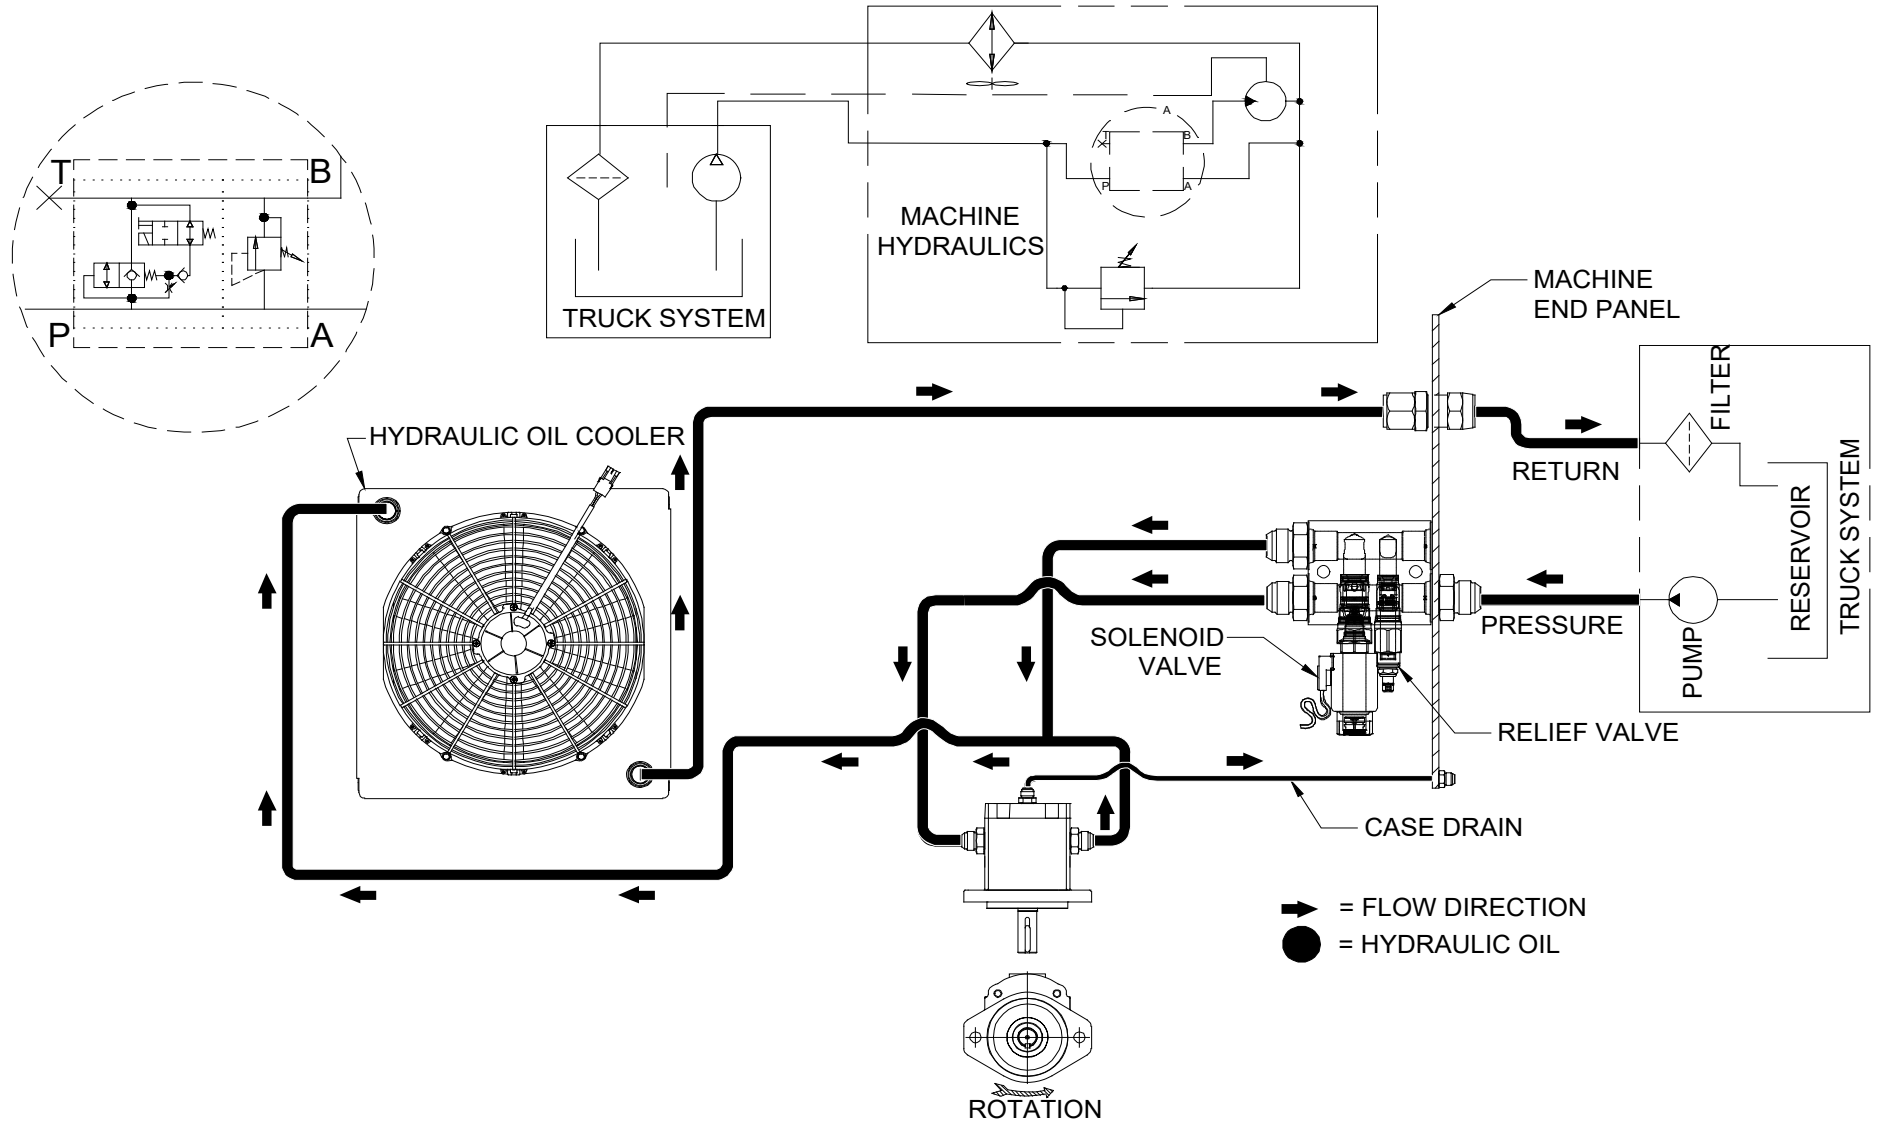 T
B
P
A
A
T
B
P
A
MACHINE
HYDRAULICS
TRUCK SYSTEM
MACHINE
END PANEL
FILTER
HYDRAULIC OIL COOLER
RETURN
RESERVOIR
TRUCK SYSTEM
PRESSURE
PUMP
SOLENOID
VALVE
RELIEF VALVE
CASE DRAIN
= FLOW DIRECTION
= HYDRAULIC OIL
ROTATION